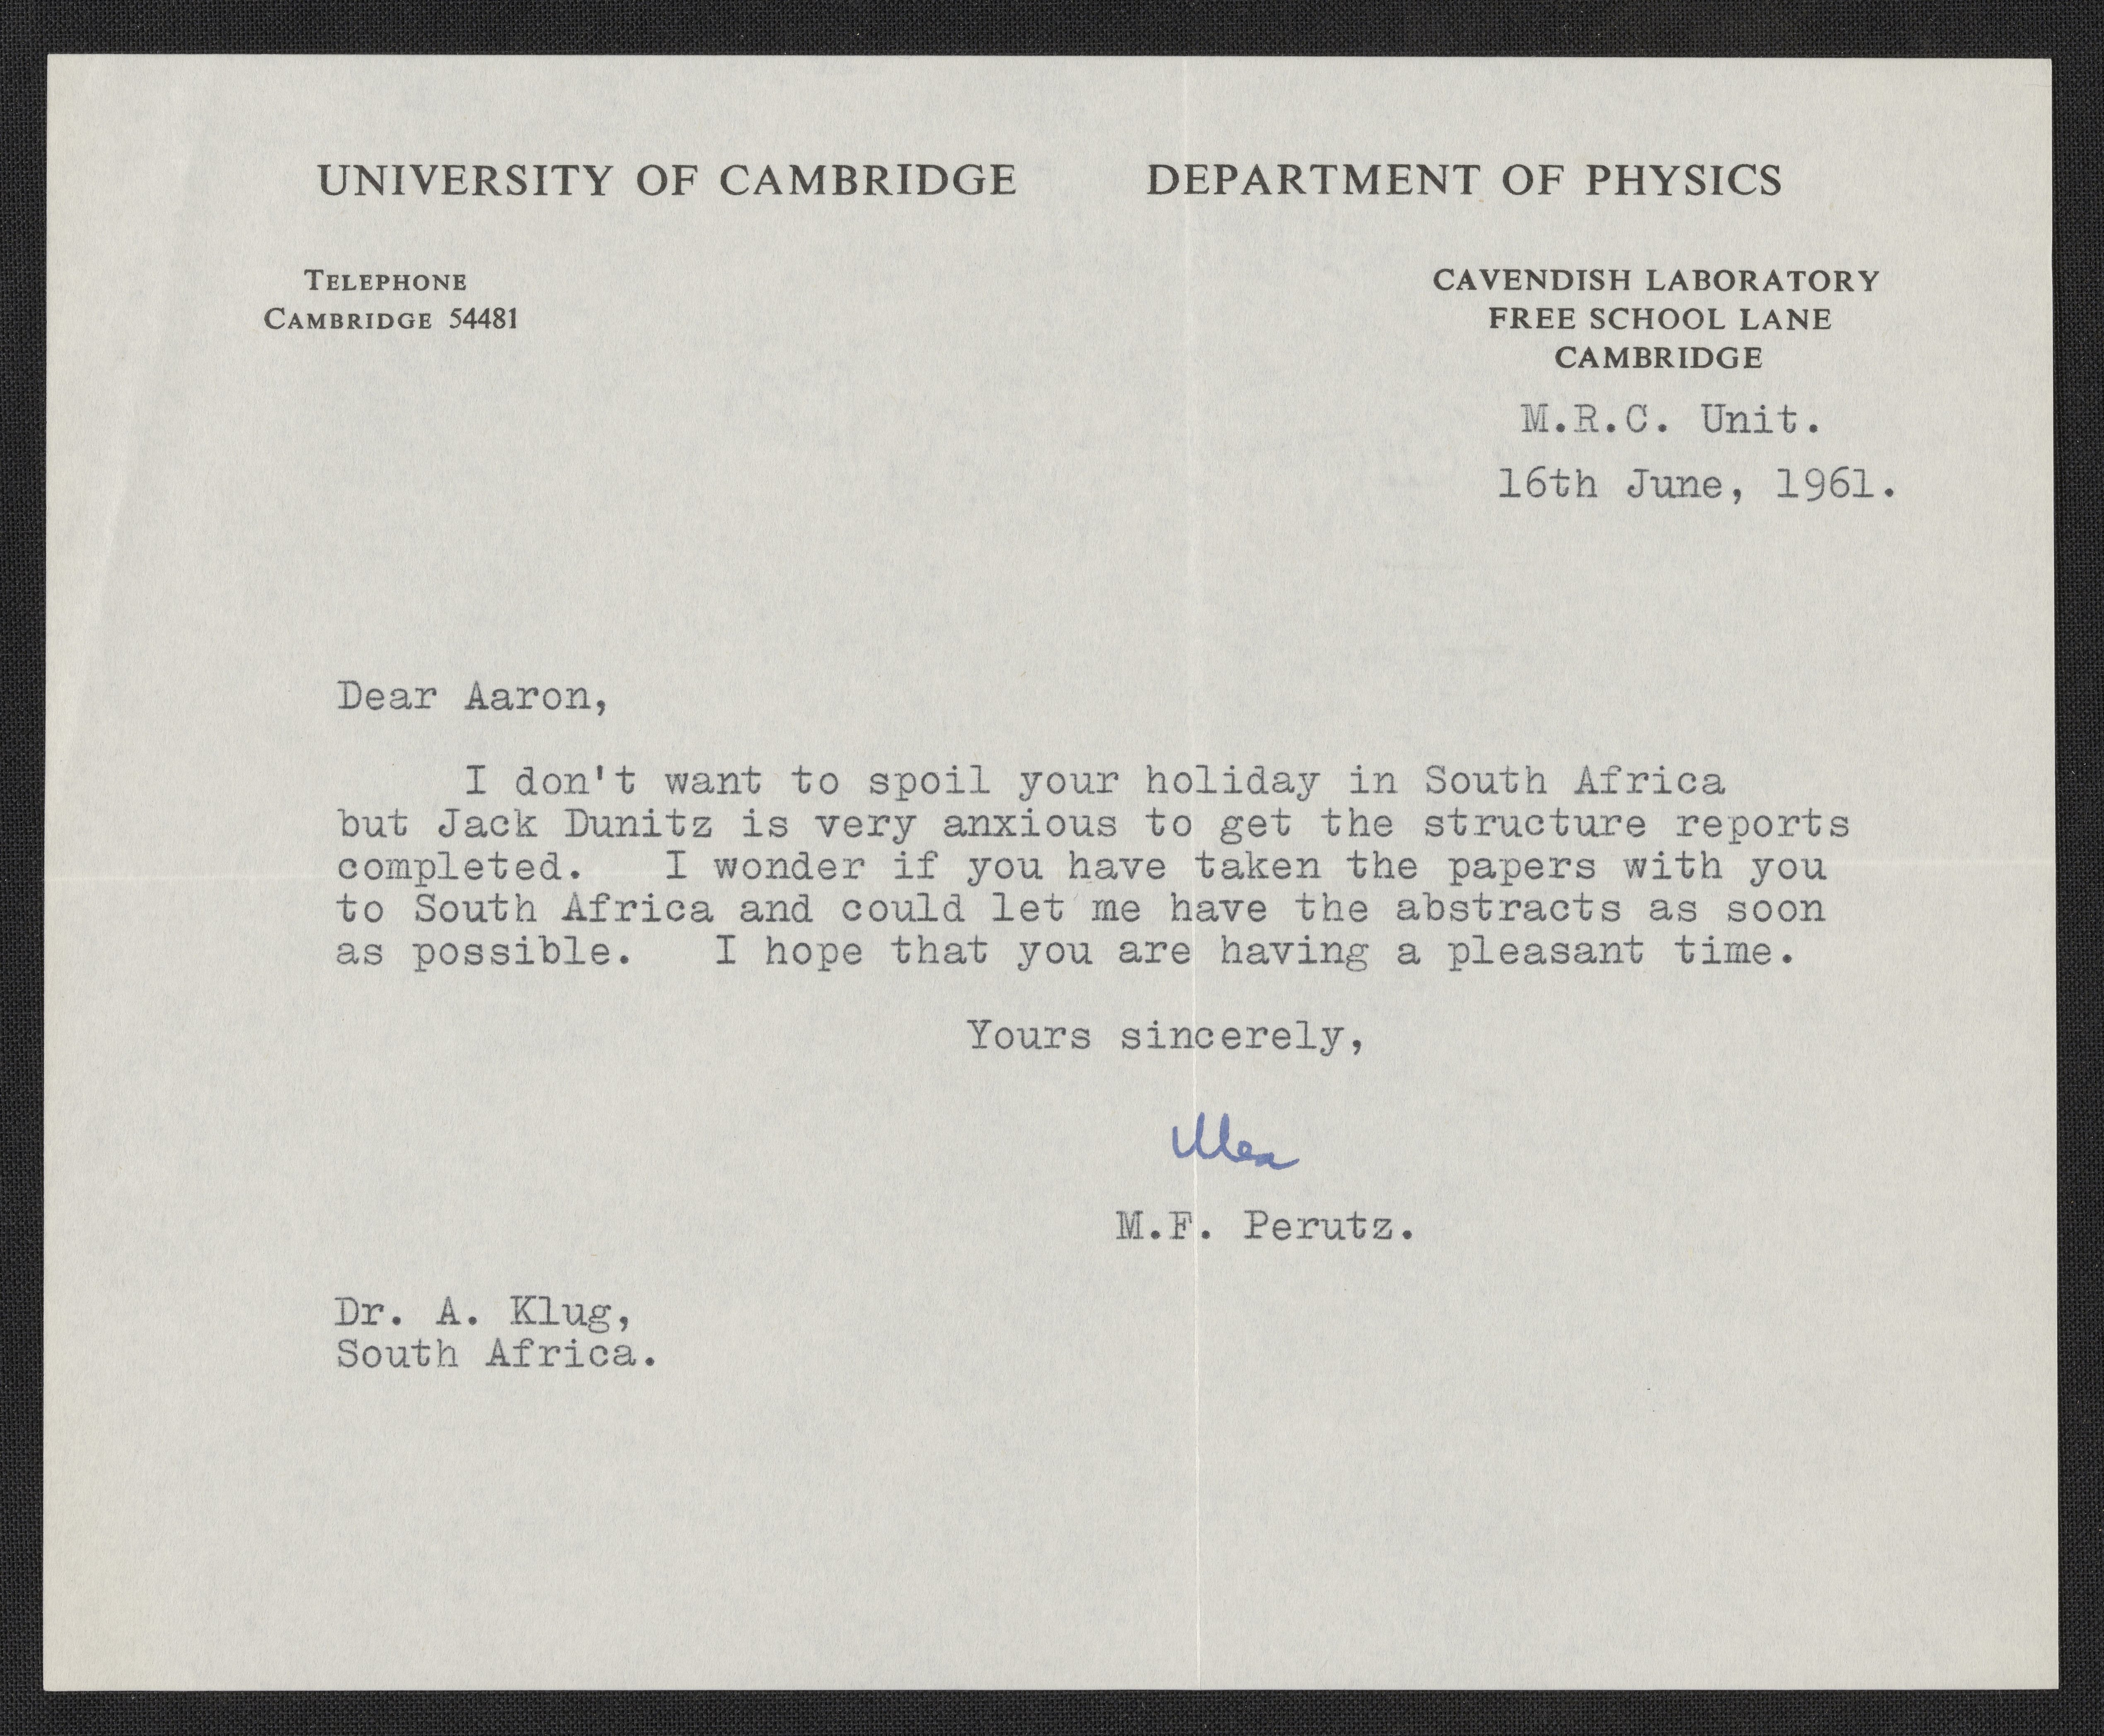 UNIVERSITY OF CAMBRIDGE DEPARTMENT OF PHYSICS
TELEPHONE
CAMBRIDGE 54481
CAVENDISH LABORATORY
FREE SCHOOL LANE
CAMBRIDGE
M.R.C. Unit.
16th June, 1961.
Dear Aaron,
I don't want to spoil your holiday in South Africa
but Jack Dunitz is very anxious to get the structure reports
completed. I wonder if you have taken the papers with you
to South Africa and could let me have the abstracts as soon
as possible. I hope that you are having a pleasant time.
Yours sincerely,
Max
M.F. Perutz.
Dr. A. Klug,
South Africa.